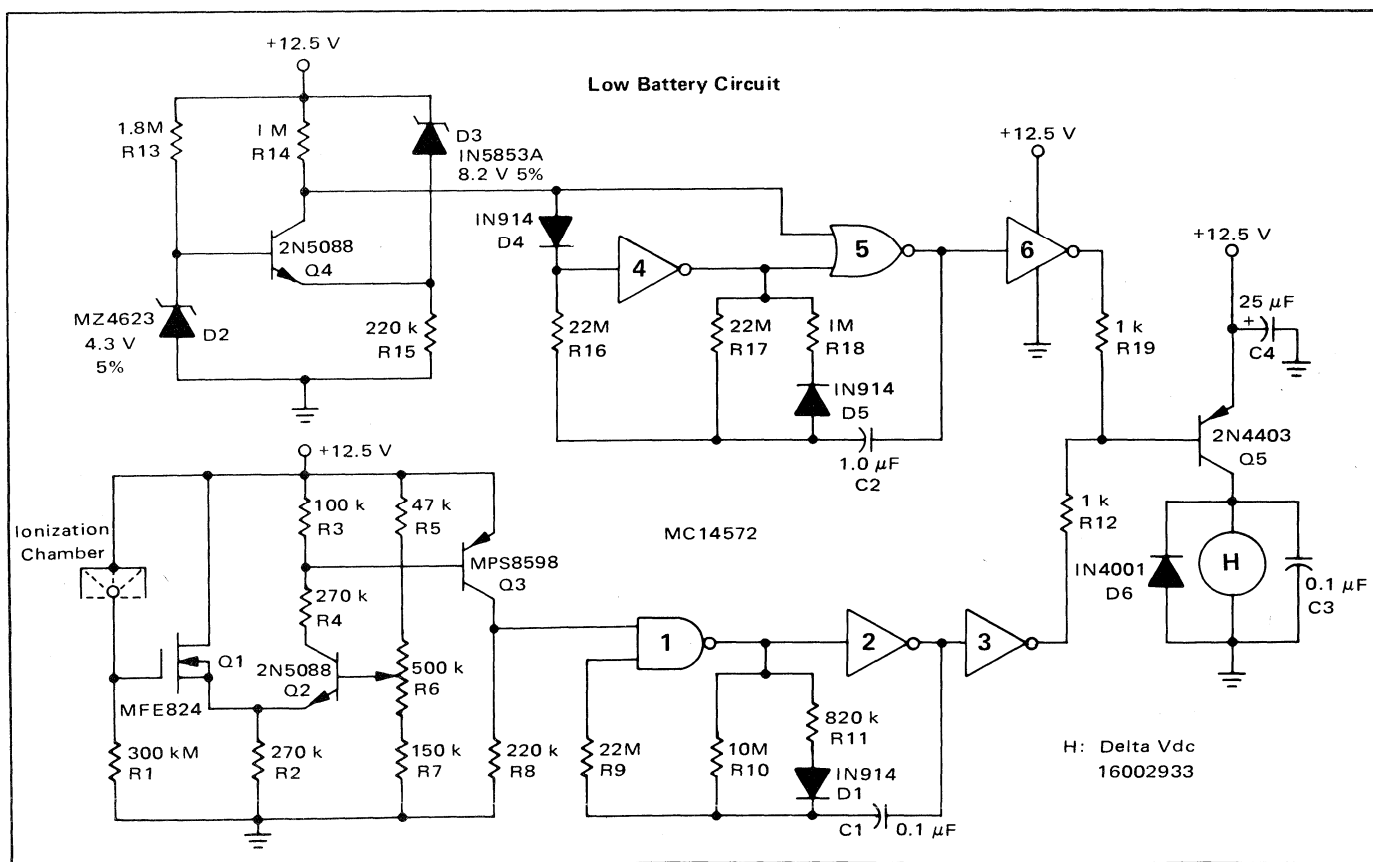 +12.5 V
Low Battery Circuit
1.8M
R13
1 M
R14
D3
IN5853A
8.2 V 5%
2N5088
Q4
MZ4623
4.3 V
5%
D2
220 k
R15
IN914
D4
4
5
+12.5 V
6
22M
R16
22M
R17
1M
R18
IN914
D5
1.0 µF
C2
1 k
R19
+12.5 V
25 µF
+
C4
2N4403
Q5
+12.5 V
Ionization
Chamber
100 k
R3
47 k
R5
MPS8598
Q3
270 k
R4
Q1
MFE824
2N5088
Q2
500 k
R6
300 kM
R1
270 k
R2
150 k
R7
220 k
R8
MC14572
1
2
3
22M
R9
10M
R10
820 k
R11
IN914
D1
C1
0.1 µF
1 k
R12
IN4001
D6
H
0.1 µF
C3
H: Delta Vdc
16002933